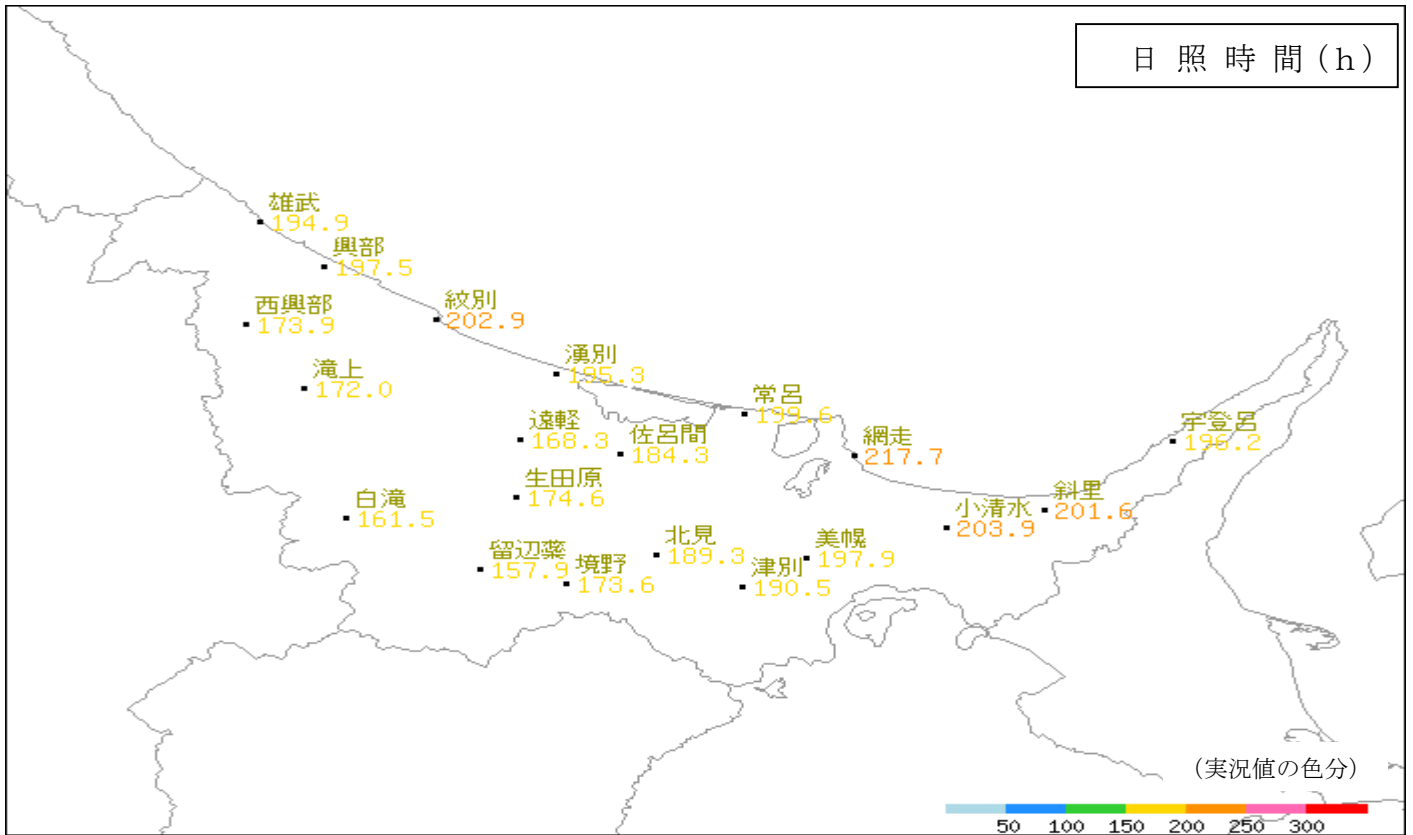 日照時間(h)
雄武
194.9
興部
197.5
西興部
173.9
紋別
202.9
滝上
172.0
湧別
195.3
常呂
199.6
遠軽
168.3
佐呂間
184.3
網走
217.7
宇登呂
196.2
生田原
174.6
白滝
161.5
斜里
201.6
小清水
203.9
留辺蘂
157.9
境野
173.6
北見
189.3
津別
190.5
美幌
197.9
(実況値の色分)
50 100 150 200 250 300